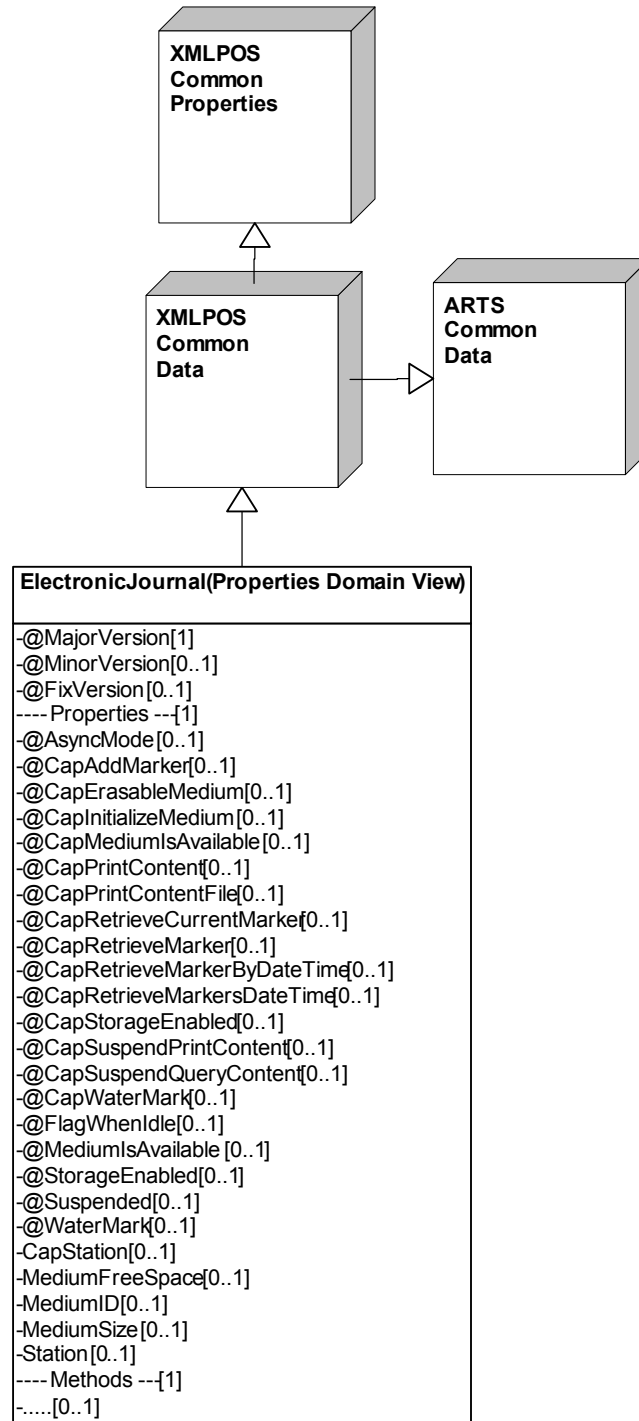 XMLPOS
Common
Properties
XMLPOS
Common
Data
ARTS
Common
Data
ElectronicJournal(Properties Domain View)
-@MajorVersion[1]
-@MinorVersion[0..1]
-@FixVersion[0..1]
---- Properties ---[1]
-@AsyncMode[0..1]
-@CapAddMarker[0..1]
-@CapErasableMedium[0..1]
-@CapInitializeMedium[0..1]
-@CapMediumIsAvailable[0..1]
-@CapPrintContent[0..1]
-@CapPrintContentFile[0..1]
-@CapRetrieveCurrentMarker[0..1]
-@CapRetrieveMarker[0..1]
-@CapRetrieveMarkerByDateTime[0..1]
-@CapRetrieveMarkersDateTime[0..1]
-@CapStorageEnabled[0..1]
-@CapSuspendPrintContent[0..1]
-@CapSuspendQueryContent[0..1]
-@CapWaterMark[0..1]
-@FlagWhenIdle[0..1]
-@MediumIsAvailable [0..1]
-@StorageEnabled[0..1]
-@Suspended[0..1]
-@WaterMark[0..1]
-CapStation[0..1]
-MediumFreeSpace[0..1]
-MediumID[0..1]
-MediumSize[0..1]
-Station[0..1]
---- Methods ---[1]
-.....[0..1]